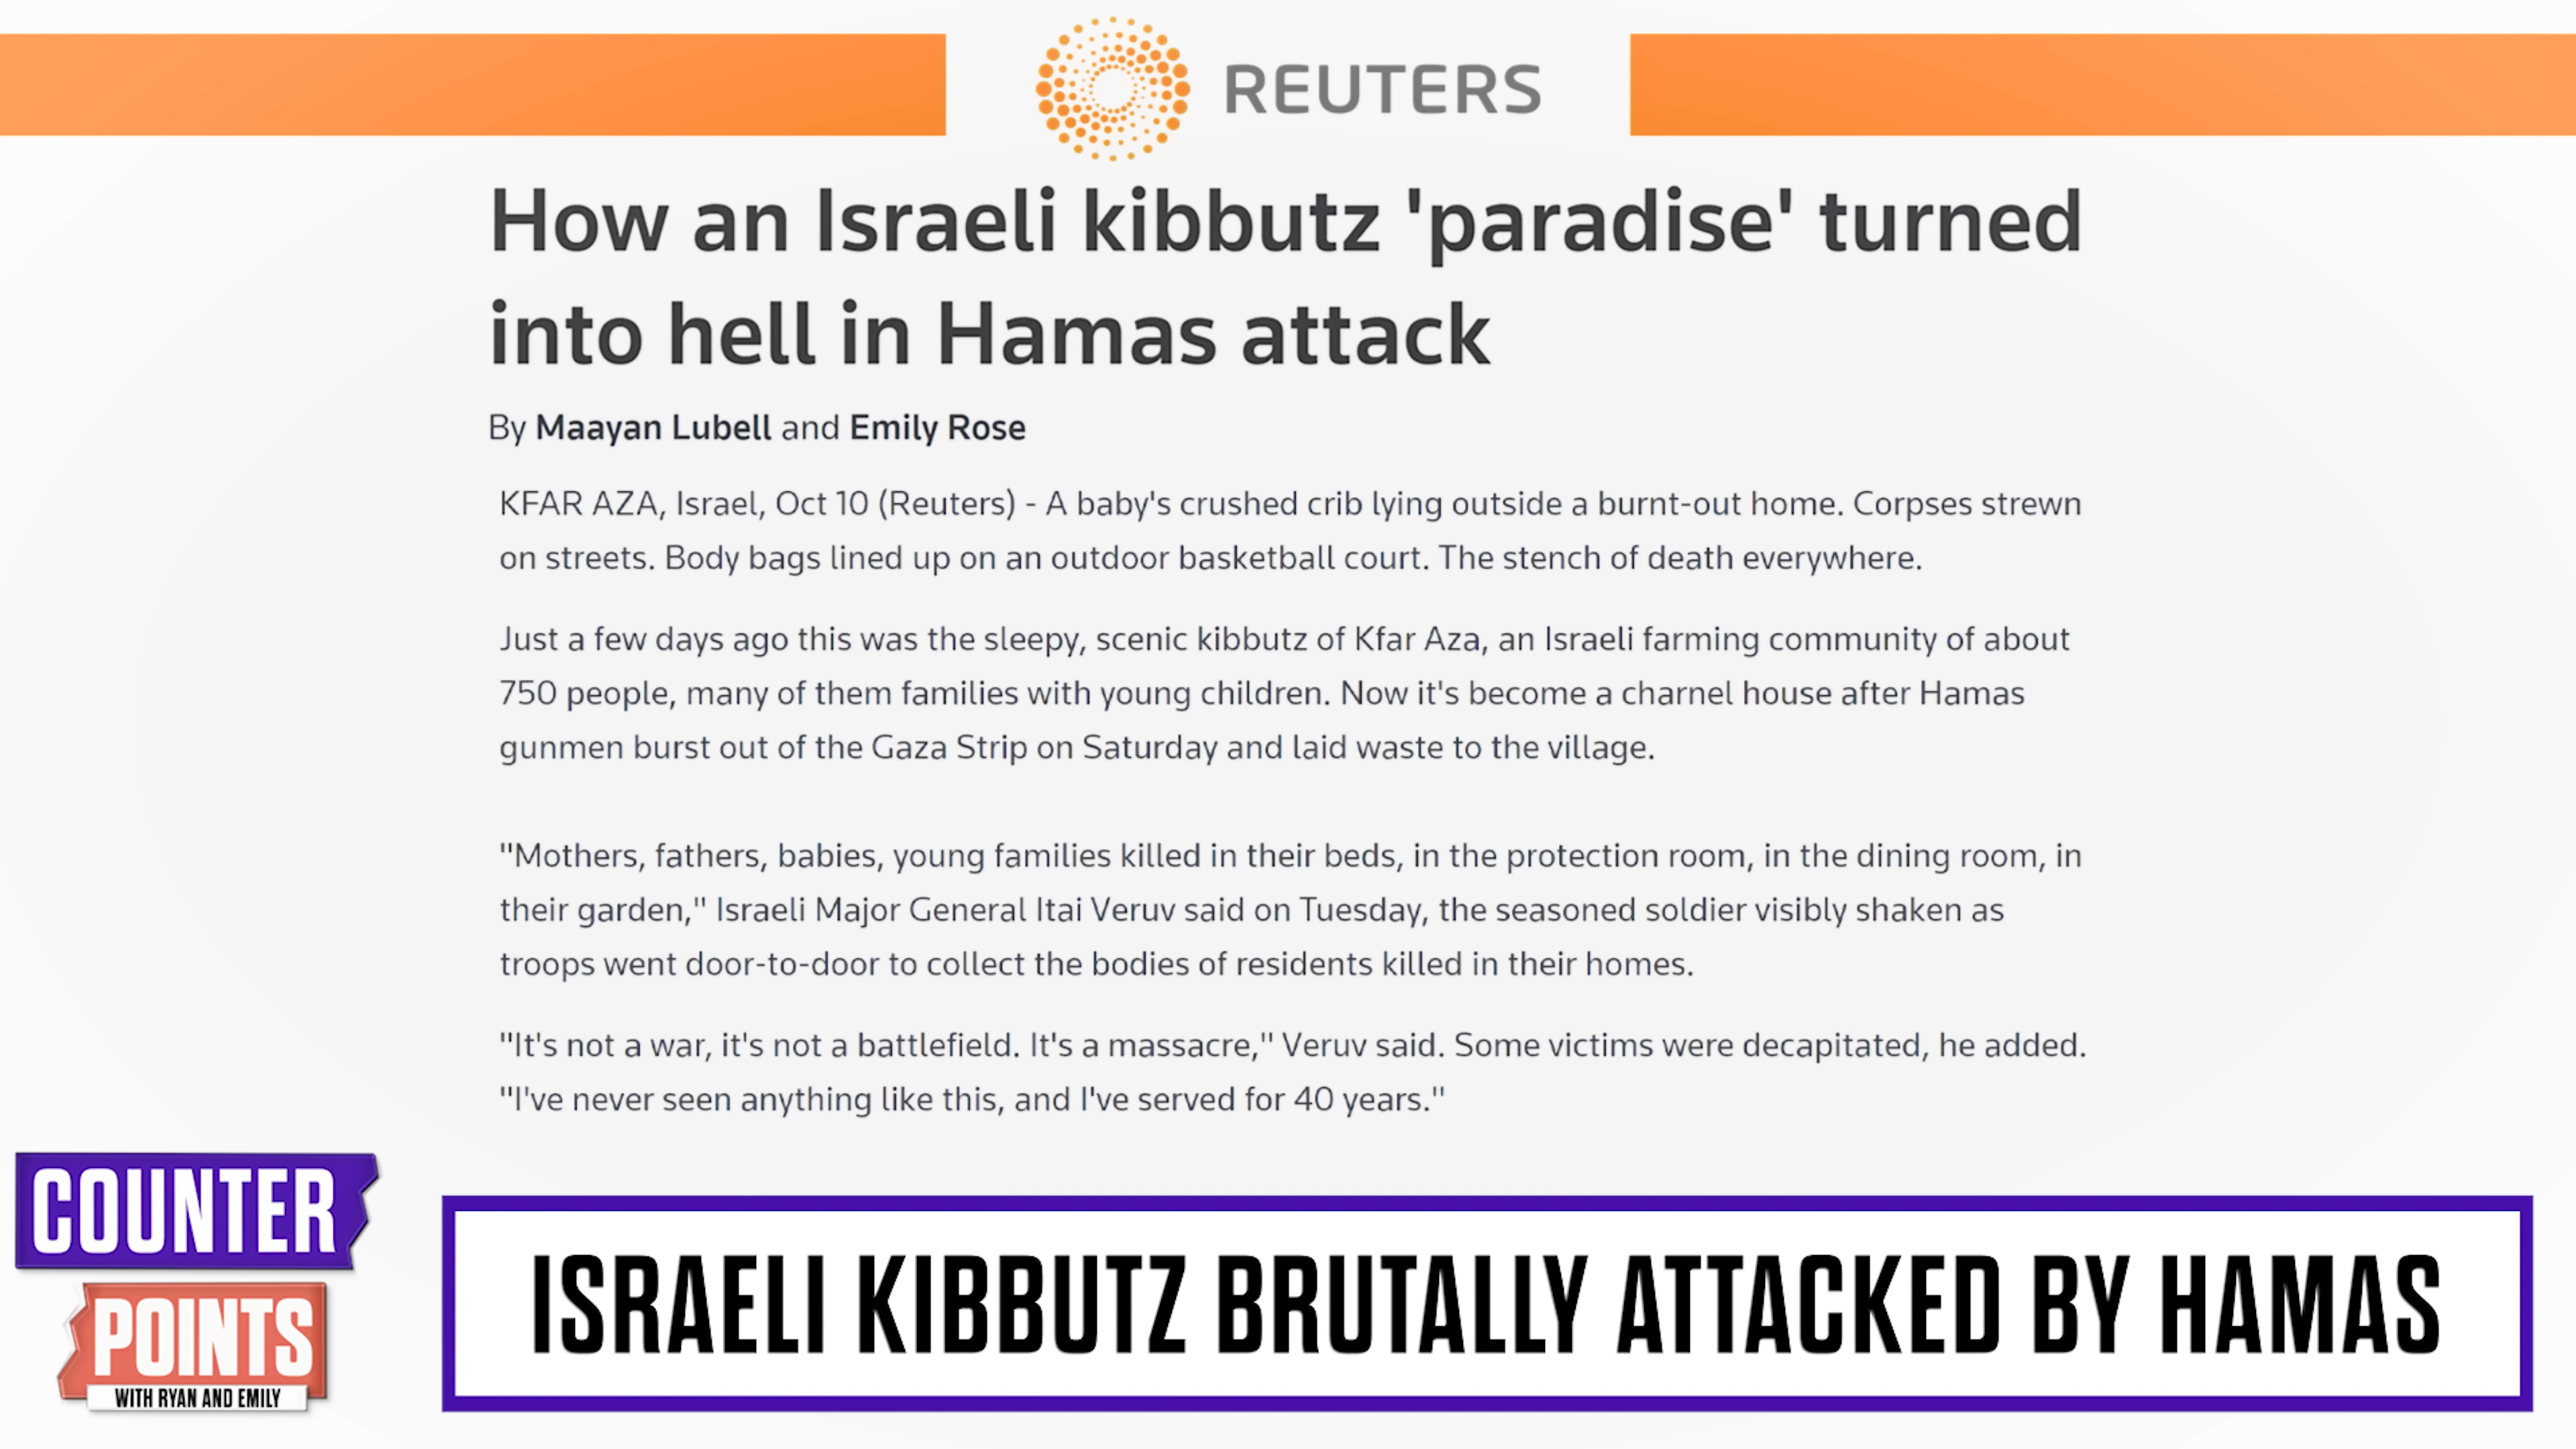 REUTERS
How an Israeli kibbutz 'paradise' turned
into hell in Hamas attack
By Maayan Lubell and Emily Rose
KFAR AZA, Israel, Oct 10 (Reuters) - A baby's crushed crib lying outside a burnt-out home. Corpses strewn
on streets. Body bags lined up on an outdoor basketball court. The stench of death everywhere.
Just a few days ago this was the sleepy, scenic kibbutz of Kfar Aza, an Israeli farming community of about
750 people, many of them families with young children. Now it's become a charnel house after Hamas
gunmen burst out of the Gaza Strip on Saturday and laid waste to the village.
"Mothers, fathers, babies, young families killed in their beds, in the protection room, in the dining room, in
their garden," Israeli Major General Itai Veruv said on Tuesday, the seasoned soldier visibly shaken as
troops went door-to-door to collect the bodies of residents killed in their homes.
"It's not a war, it's not a battlefield. It's a massacre," Veruv said. Some victims were decapitated, he added.
"I've never seen anything like this, and I've served for 40 years."
COUNTER
POINTS
WITH RYAN AND EMILY
ISRAELI KIBBUTZ BRUTALLY ATTACKED BY HAMAS